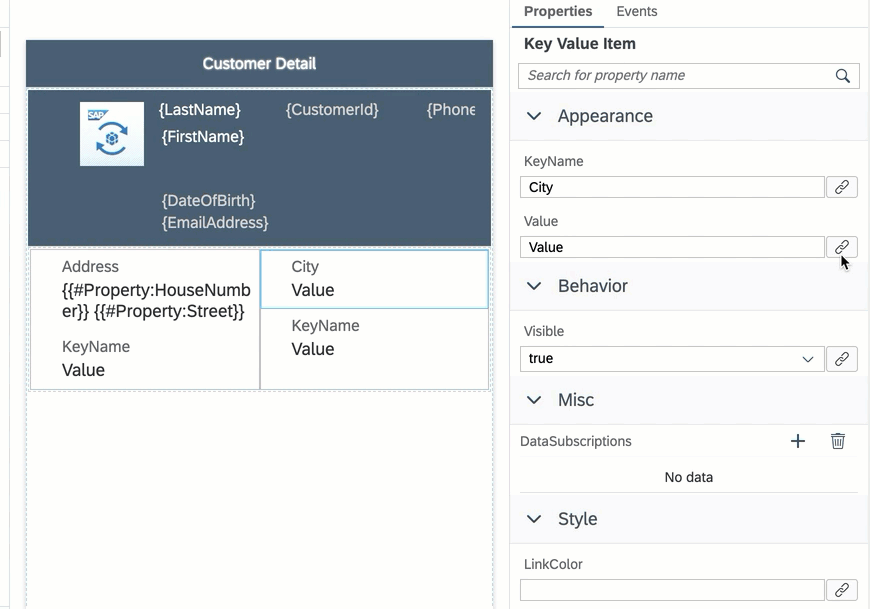 Customer Detail
SAP
{LastName}
{CustomerId}
{Phone
{FirstName}
{DateOfBirth}
{EmailAddress}
Address
{{#Property:HouseNumb
er}} {{#Property:Street}}
KeyName
Value
City
Value
KeyName
Value
Properties
Events
Key Value Item
Search for property name
Appearance
KeyName
City
Value
Value
Behavior
Visible
true
Misc
DataSubscriptions
No data
Style
LinkColor